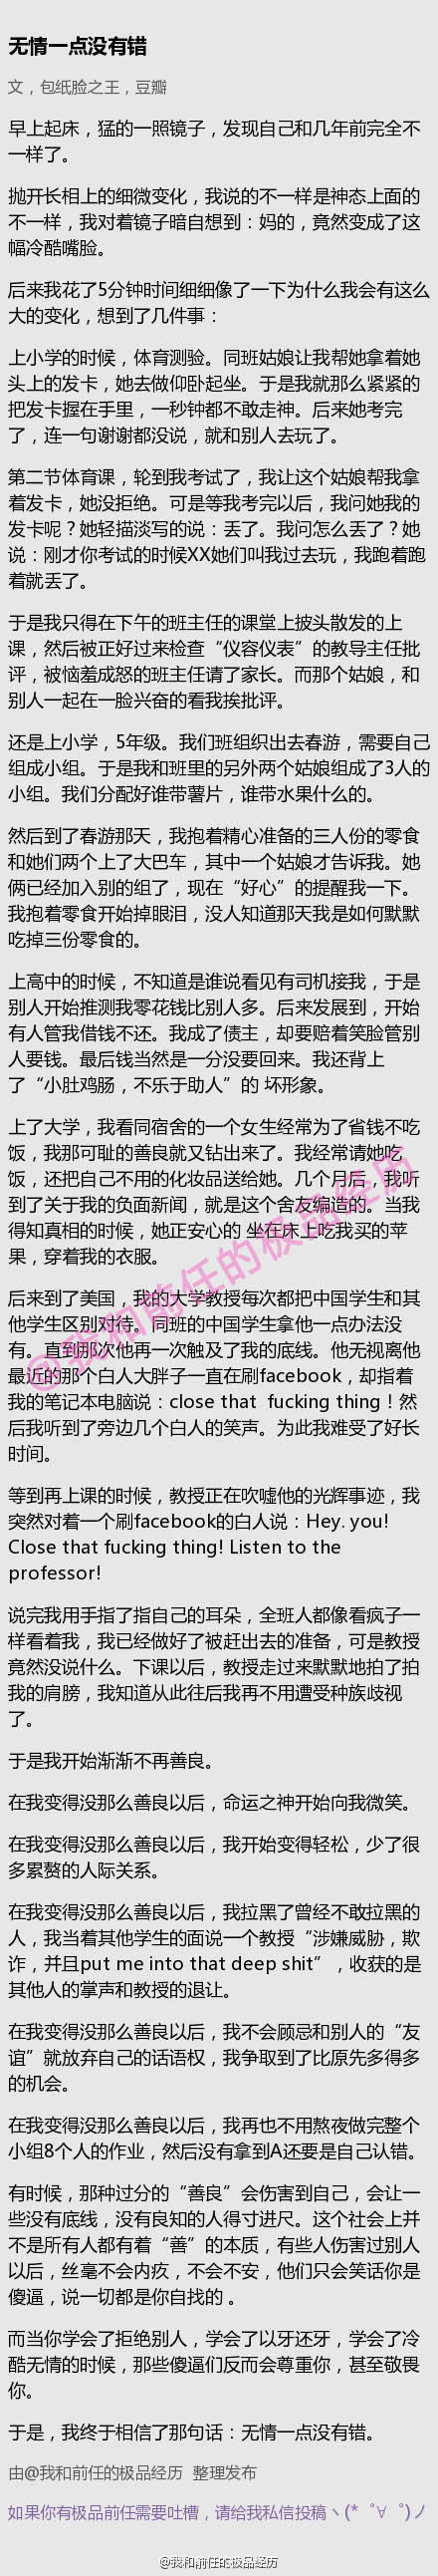 无情一点没有错
文，包纸脸之王，豆瓣
早上起床，猛的一照镜子，发现自己和几年前完全不
一样了。
抛开长相上的细微变化，我说的不一样是神态上面的
不一样，我对着镜子暗自想到：妈的，竟然变成了这
幅冷酷嘴脸。
后来我花了5分钟时间细细像了一下为什么我会有这么
大的变化，想到了几件事：
上小学的时候，体育测验。同班姑娘让我帮她拿着她
头上的发卡，她去做仰卧起坐。于是我就那么紧紧的
把发卡握在手里，一秒钟都不敢走神。后来她考完
了，连一句谢谢都没说，就和别人去玩了。
第二节体育课，轮到我考试了，我让这个姑娘帮我拿
着发卡，她没拒绝。可是等我考完以后，我问她我的
发卡呢？她轻描淡写的说：丢了。我问怎么丢了？她
说：刚才你考试的时候XX她们叫我过去玩，我跑着跑
着就丢了。
于是我只得在下午的班主任的课堂上披头散发的上
课，然后被正好过来检查“仪容仪表”的教导主任批
评，被恼羞成怒的班主任请了家长。而那个姑娘，和
别人一起在一脸兴奋的看我挨批评。
还是上小学，5年级。我们班组织出去春游，需要自己
组成小组。于是我和班里的另外两个姑娘组成了3人的
小组。我们分配好谁带薯片，谁带水果什么的。
然后到了春游那天，我抱着精心准备的三人份的零食
和她们两个上了大巴车，其中一个姑娘才告诉我。她
俩已经加入别的组了，现在“好心”的提醒我一下。
我抱着零食开始掉眼泪，没人知道那天我是如何默默
吃掉三份零食的。
上高中的时候，不知道是谁说看见有司机接我，于是
别人开始推测我零花钱比别人多。后来发展到，开始
有人管我借钱不还。我成了债主，却要赔着笑脸管别
人要钱。最后钱当然是一分没要回来。我还背上
了“小肚鸡肠，不乐于助人”的 坏形象。
上了大学，我看同宿舍的一个女生经常为了省钱不吃
饭，我那可耻的善良就又钻出来了。我经常请她吃
饭，还把自己不用的化妆品送给她。几个月后，我听
到了关于我的负面新闻，就是这个舍友编造的。当我
得知真相的时候，她正安心的 坐在床上吃我买的苹
果，穿着我的衣服。
后来到了美国，我的大学教授每次都把中国学生和其
他学生区别对待。同班的中国学生拿他一点办法没
有。直到那次他再一次触及了我的底线。他无视离他
最近的那个白人大胖子一直在刷facebook，却指着
我的笔记本电脑说：close that  fucking thing！然
后我听到了旁边几个白人的笑声。为此我难受了好长
时间。
等到再上课的时候，教授正在吹嘘他的光辉事迹，我
突然对着一个刷facebook的白人说：Hey. you!
Close that fucking thing! Listen to the
professor!
说完我用手指了指自己的耳朵，全班人都像看疯子一
样看着我，我已经做好了被赶出去的准备，可是教授
竟然没说什么。下课以后，教授走过来默默地拍了拍
我的肩膀，我知道从此往后我再不用遭受种族歧视
了。
于是我开始渐渐不再善良。
在我变得没那么善良以后，命运之神开始向我微笑。
在我变得没那么善良以后，我开始变得轻松，少了很
多累赘的人际关系。
在我变得没那么善良以后，我拉黑了曾经不敢拉黑的
人，我当着其他学生的面说一个教授“涉嫌威胁，欺
诈，并且put me into that deep shit”，收获的是
其他人的掌声和教授的退让。
在我变得没那么善良以后，我不会顾忌和别人的“友
谊”就放弃自己的话语权，我争取到了比原先多得多
的机会。
在我变得没那么善良以后，我再也不用熬夜做完整个
小组8个人的作业，然后没有拿到A还要是自己认错。
有时候，那种过分的“善良”会伤害到自己，会让一
些没有底线，没有良知的人得寸进尺。这个社会上并
不是所有人都有着“善”的本质，有些人伤害过别人
以后，丝毫不会内疚，不会不安，他们只会笑话你是
傻逼，说一切都是你自找的 。
而当你学会了拒绝别人，学会了以牙还牙，学会了冷
酷无情的时候，那些傻逼们反而会尊重你，甚至敬畏
你。
于是，我终于相信了那句话：无情一点没有错。
由@我和前任的极品经历  整理发布
如果你有极品前任需要吐槽，请给我私信投稿ヽ(*゜∀゜)ノ
@我和前任的极品经历
@我和前任的极品经历